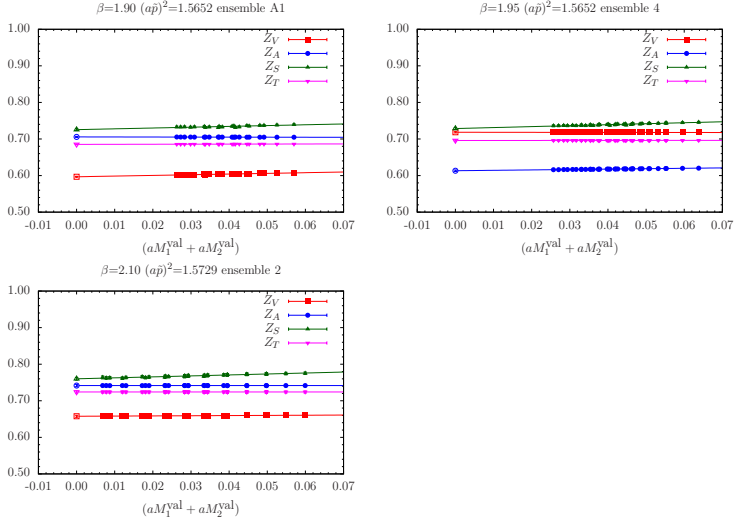 β=1.90 (ap̃)²=1.5652 ensemble A1
1.00
0.90
0.80
0.70
0.60
0.50
Z_V
Z_A
Z_S
Z_T
-0.01 0.00 0.01 0.02 0.03 0.04 0.05 0.06 0.07
(aM₁^val + aM₂^val)
β=1.95 (ap̃)²=1.5652 ensemble 4
1.00
0.90
0.80
0.70
0.60
0.50
Z_V
Z_A
Z_S
Z_T
-0.01 0.00 0.01 0.02 0.03 0.04 0.05 0.06 0.07
(aM₁^val + aM₂^val)
β=2.10 (ap̃)²=1.5729 ensemble 2
1.00
0.90
0.80
0.70
0.60
0.50
Z_V
Z_A
Z_S
Z_T
-0.01 0.00 0.01 0.02 0.03 0.04 0.05 0.06 0.07
(aM₁^val + aM₂^val)